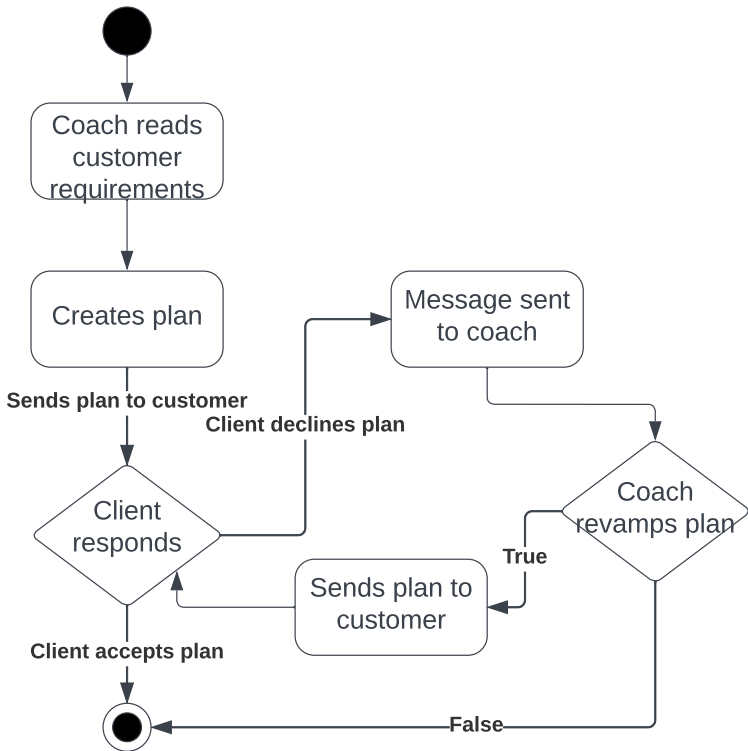 Coach reads
customer
requirements
Creates plan
Message sent
to coach
Sends plan to customer
Client declines plan
Client
responds
Coach
revamps plan
True
Sends plan to
customer
Client accepts plan
False